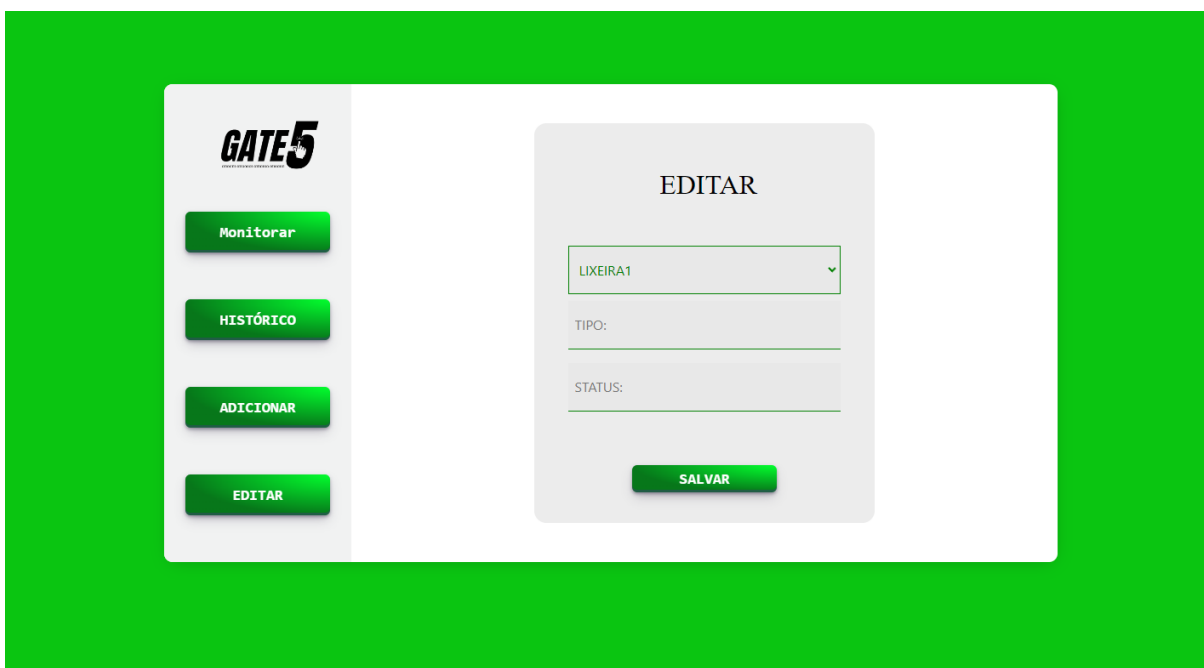 GATE5
Monitorar
HISTÓRICO
ADICIONAR
EDITAR
EDITAR
LIXEIRA1
TIPO:
STATUS:
SALVAR